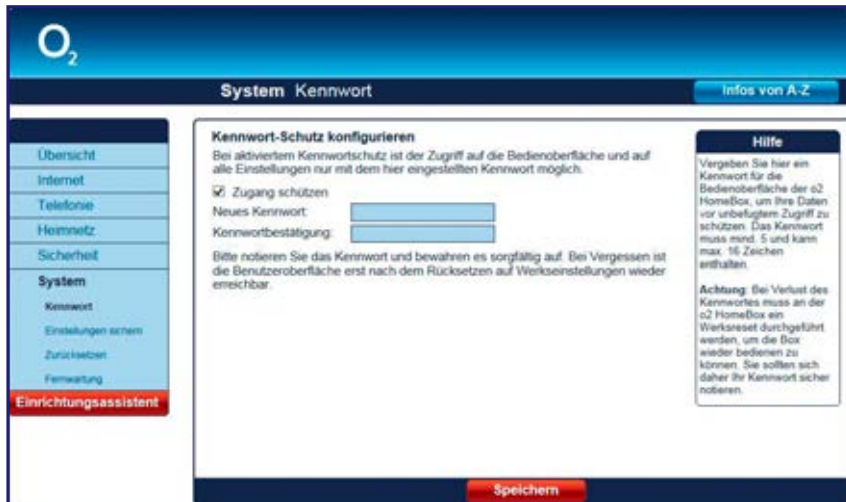 O2
System Kennwort
Infos von A-Z
Übersicht
Internet
Telefonie
Heimnetz
Sicherheit
System
Kennwort
Einstellungen sichern
Zurücksetzen
Fernwartung
Einrichtungsassistent
Kennwort-Schutz konfigurieren
Bei aktiviertem Kennwortschutz ist der Zugriff auf die Bedienoberfläche und auf
alle Einstellungen nur mit dem hier eingestellten Kennwort möglich.
Zugang schützen
Neues Kennwort:
Kennwortbestätigung:
Bitte notieren Sie das Kennwort und bewahren es sorgfältig auf. Bei Vergessen ist
die Benutzeroberfläche erst nach dem Rücksetzen auf Werkseinstellungen wieder
erreichbar.
Speichern
Hilfe
Vergeben Sie hier ein
Kennwort für die
Bedienoberfläche der o2
HomeBox, um Ihre Daten
vor unbefugtem Zugriff zu
schützen. Das Kennwort
muss mind. 5 und kann
max. 16 Zeichen
enthalten.
Achtung: Bei Verlust des
Kennwortes muss an der
o2 HomeBox ein
Werksreset durchgeführt
werden, um die Box
wieder bedienen zu
können. Sie sollten sich
daher Ihr Kennwort sicher
notieren.